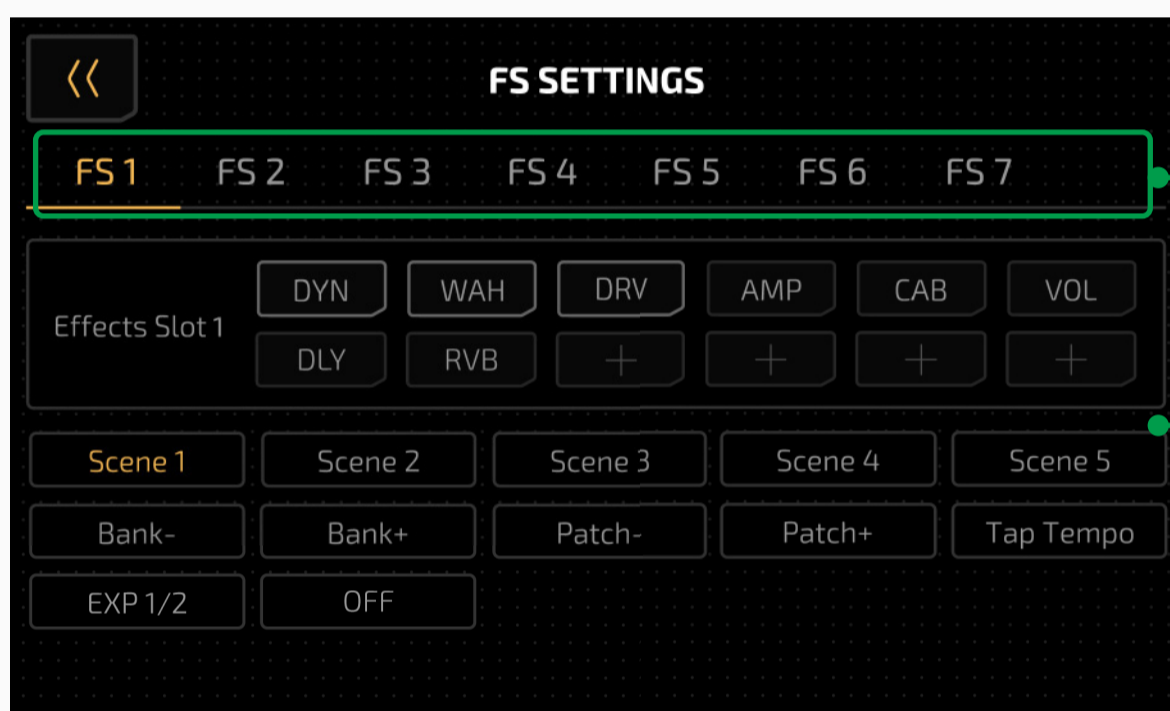 FS SETTINGS
FS 1 FS 2 FS 3 FS 4 FS 5 FS 6 FS 7
DYN WAH DRV AMP CAB VOL
Effects Slot 1
DLY RVB + + + +
Scene 1 Scene 2 Scene 3 Scene 4 Scene 5
Bank- Bank+ Patch- Patch+ Tap Tempo
EXP 1/2 OFF